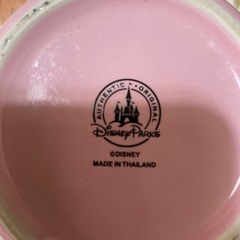 AUTHENTIC · ORIGINAL
Disney Parks
©DISNEY
MADE IN THAILAND